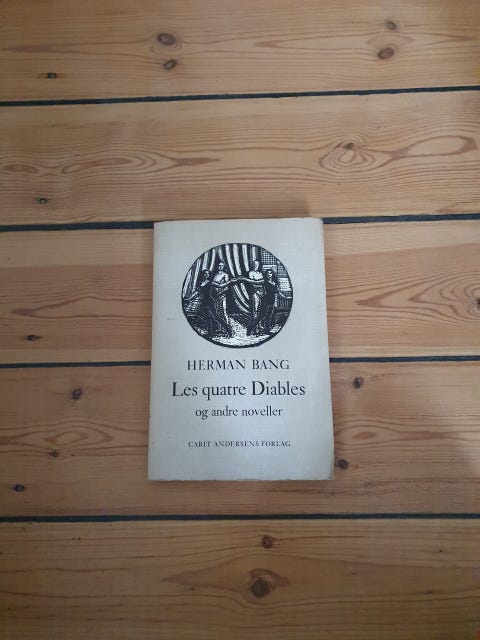 HERMAN BANG
Les quatre Diables
og andre noveller
CARIT ANDERSENS FORLAG